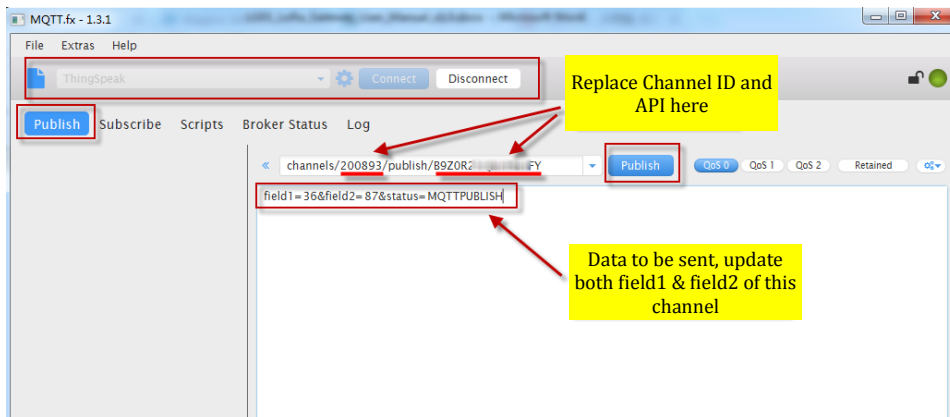 MQTT.fx - 1.3.1
File Extras Help
ThingSpeak Connect Disconnect
Replace Channel ID and
API here
Publish Subscribe Scripts Broker Status Log
channels/200893/publish/B9Z0R FY Publish QoS 0 QoS 1 QoS 2 Retained
field1=36&field2=87&status=MQTTPUBLISH
Data to be sent, update
both field1 & field2 of this
channel